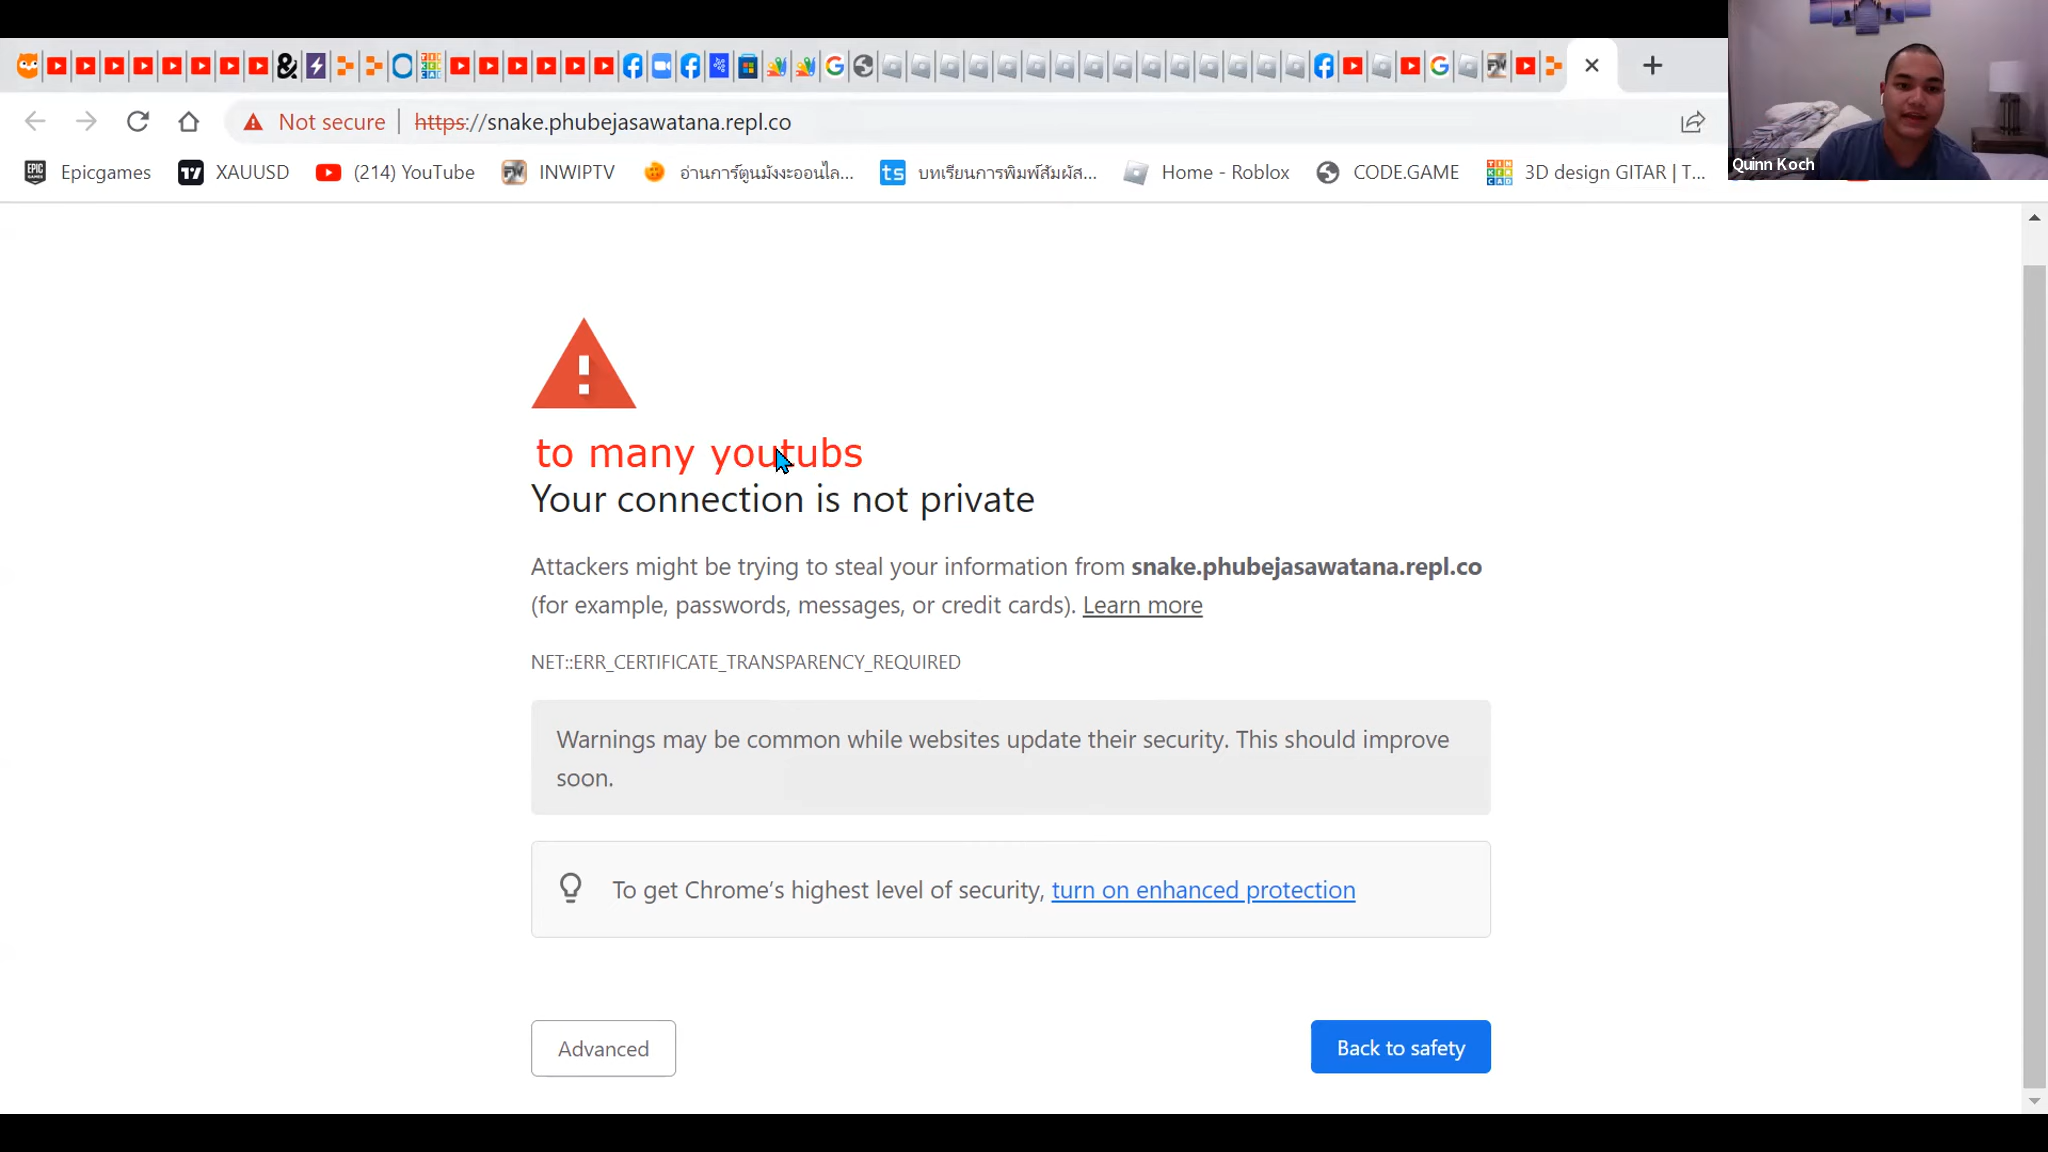 Not secure
https://snake.phubejasawatana.repl.co
Epicgames
XAUUSD
(214) YouTube
INWIPTV
อ่านการ์ตูนมังงะออนไล...
บทเรียนการพิมพ์สัมผัส...
Home - Roblox
CODE.GAME
3D design GITAR | T...
Quinn Koch
to many youtubs
Your connection is not private
Attackers might be trying to steal your information from snake.phubejasawatana.repl.co
(for example, passwords, messages, or credit cards). Learn more
NET::ERR_CERTIFICATE_TRANSPARENCY_REQUIRED
Warnings may be common while websites update their security. This should improve
soon.
To get Chrome's highest level of security, turn on enhanced protection
Advanced
Back to safety